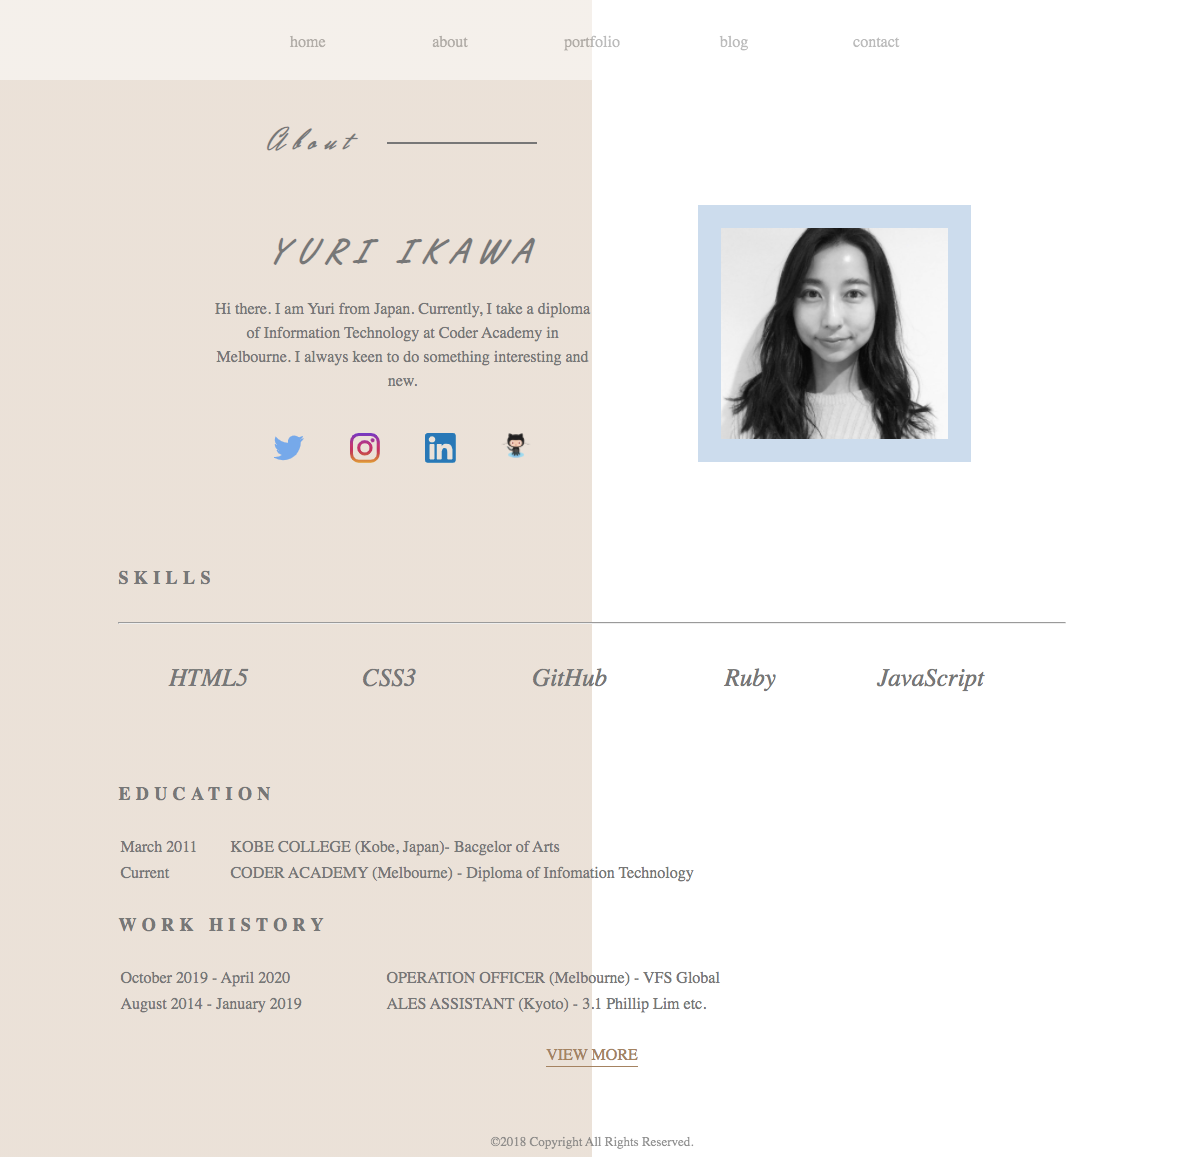 home about portfolio blog contact
About
YURI IKAWA
Hi there. I am Yuri from Japan. Currently, I take a diploma
of Information Technology at Coder Academy in
Melbourne. I always keen to do something interesting and
new.
in
SKILLS
HTML5 CSS3 GitHub Ruby JavaScript
EDUCATION
March 2011 KOBE COLLEGE (Kobe, Japan)- Bacgelor of Arts
Current CODER ACADEMY (Melbourne) - Diploma of Infomation Technology
WORK HISTORY
October 2019 - April 2020 OPERATION OFFICER (Melbourne) - VFS Global
August 2014 - January 2019 ALES ASSISTANT (Kyoto) - 3.1 Phillip Lim etc.
VIEW MORE
©2018 Copyright All Rights Reserved.